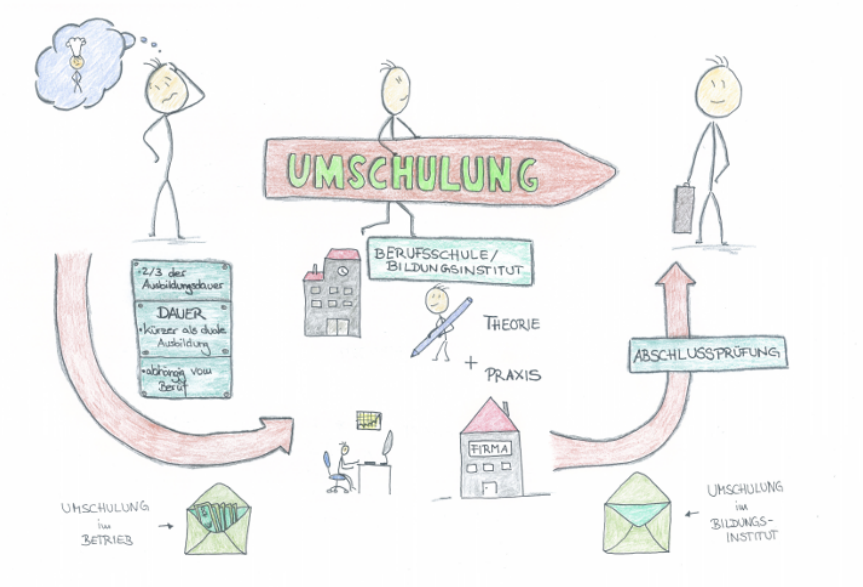 UMSCHULUNG
BERUFSSCHULE/
BILDUNGSINSTITUT
•2/3 der
Ausbildungsdauer
DAUER
•kürzer als duale
Ausbildung
•abhängig vom
Beruf
THEORIE
+
PRAXIS
ABSCHLUSSPRÜFUNG
FIRMA
UMSCHULUNG
im
BETRIEB
UMSCHULUNG
im
BILDUNGS-
INSTITUT